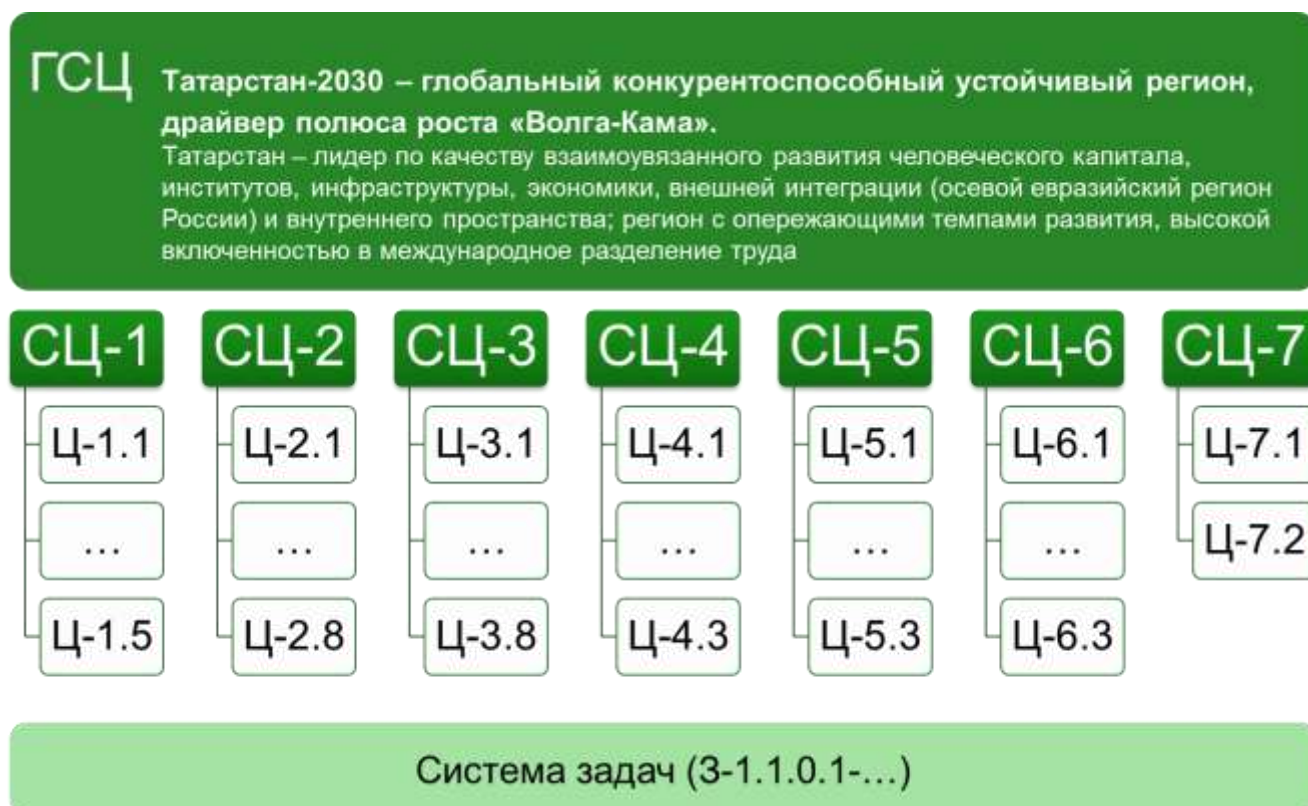 ГСЦ
Татарстан-2030 – глобальный конкурентоспособный устойчивый регион,
драйвер полюса роста «Волга-Кама».
Татарстан – лидер по качеству взаимоувязанного развития человеческого капитала,
институтов, инфраструктуры, экономики, внешней интеграции (осевой евразийский регион
России) и внутреннего пространства; регион с опережающими темпами развития, высокой
включенностью в международное разделение труда
СЦ-1 СЦ-2 СЦ-3 СЦ-4 СЦ-5 СЦ-6 СЦ-7
Ц-1.1 Ц-2.1 Ц-3.1 Ц-4.1 Ц-5.1 Ц-6.1 Ц-7.1
… … … … … … Ц-7.2
Ц-1.5 Ц-2.8 Ц-3.8 Ц-4.3 Ц-5.3 Ц-6.3
Система задач (З-1.1.0.1-…)